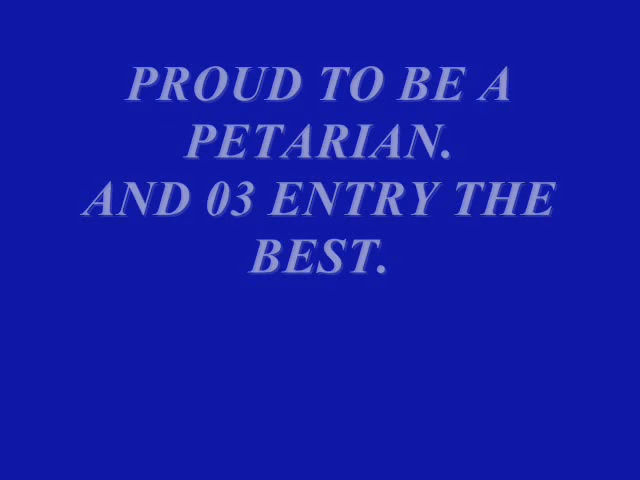 PROUD TO BE A
PETARIAN.
AND 03 ENTRY THE
BEST.